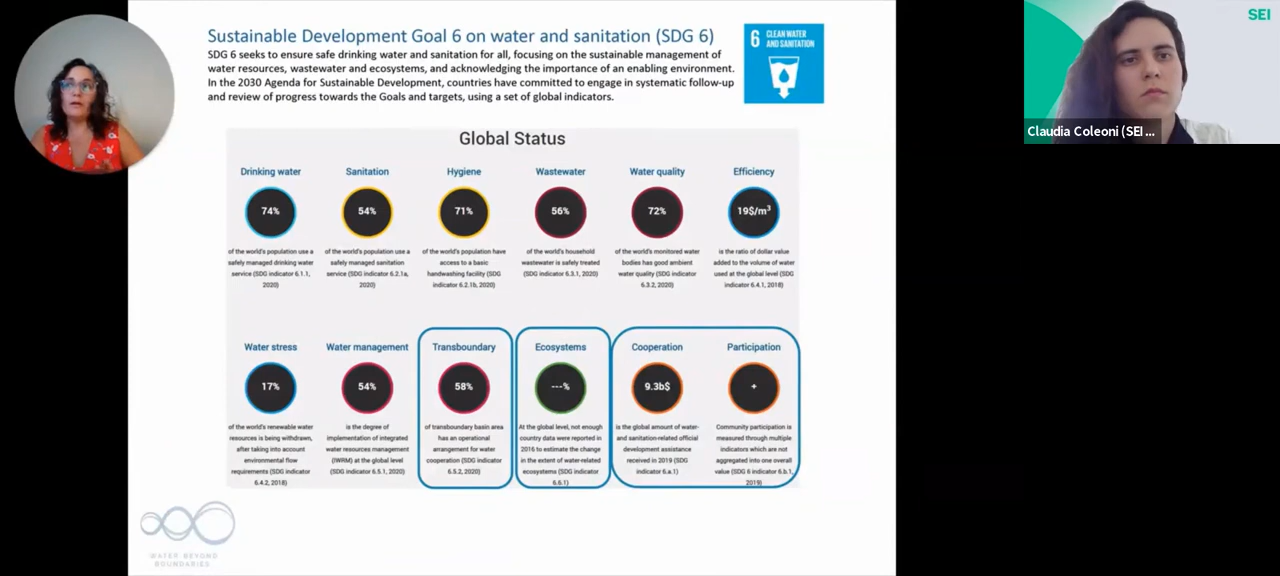 Sustainable Development Goal 6 on water and sanitation (SDG 6)
SDG 6 seeks to ensure safe drinking water and sanitation for all, focusing on the sustainable management of
water resources, wastewater and ecosystems, and acknowledging the importance of an enabling environment.
In the 2030 Agenda for Sustainable Development, countries have committed to engage in systematic follow-up
and review of progress towards the Goals and targets, using a set of global indicators.
6 CLEAN WATER
AND SANITATION
SEI
Claudia Coleoni (SEI ...
Global Status
Drinking water
74%
of the world's population use a
safely managed drinking water
service (SDG indicator 6.1.1,
2020)
Sanitation
54%
of the world's population use a
safely managed sanitation
service (SDG indicator 6.2.1a,
2020)
Hygiene
71%
of the world's population have
access to a basic
handwashing facility (SDG
indicator 6.2.1b, 2020)
Wastewater
56%
of the world's household
wastewater is safely treated
(SDG indicator 6.3.1, 2020)
Water quality
72%
of the world's monitored water
bodies has good ambient
water quality (SDG indicator
6.3.2, 2020)
Efficiency
19$/m³
is the ratio of dollar value
added to the volume of water
used at the global level (SDG
indicator 6.4.1, 2018)
Water stress
17%
of the world's renewable water
resources is being withdrawn,
after taking into account
environmental flow
requirements (SDG indicator
6.4.2, 2018)
Water management
54%
is the degree of
implementation of integrated
water resources management
(IWRM) at the global level
(SDG indicator 6.5.1, 2020)
Transboundary
58%
of transboundary basin area
has an operational
arrangement for water
cooperation (SDG indicator
6.5.2, 2020)
Ecosystems
---%
At the global level, not enough
country data were reported in
2016 to estimate the change
in the extent of water-related
ecosystems (SDG indicator
6.6.1)
Cooperation
9.3b$
is the global amount of water-
and sanitation-related official
development assistance
received in 2019 (SDG
indicator 6.a.1)
Participation
+
Community participation is
measured through multiple
indicators which are not
aggregated into one overall
value (SDG 6 indicator 6.b.1,
2019)
WATER BEYOND
BOUNDARIES